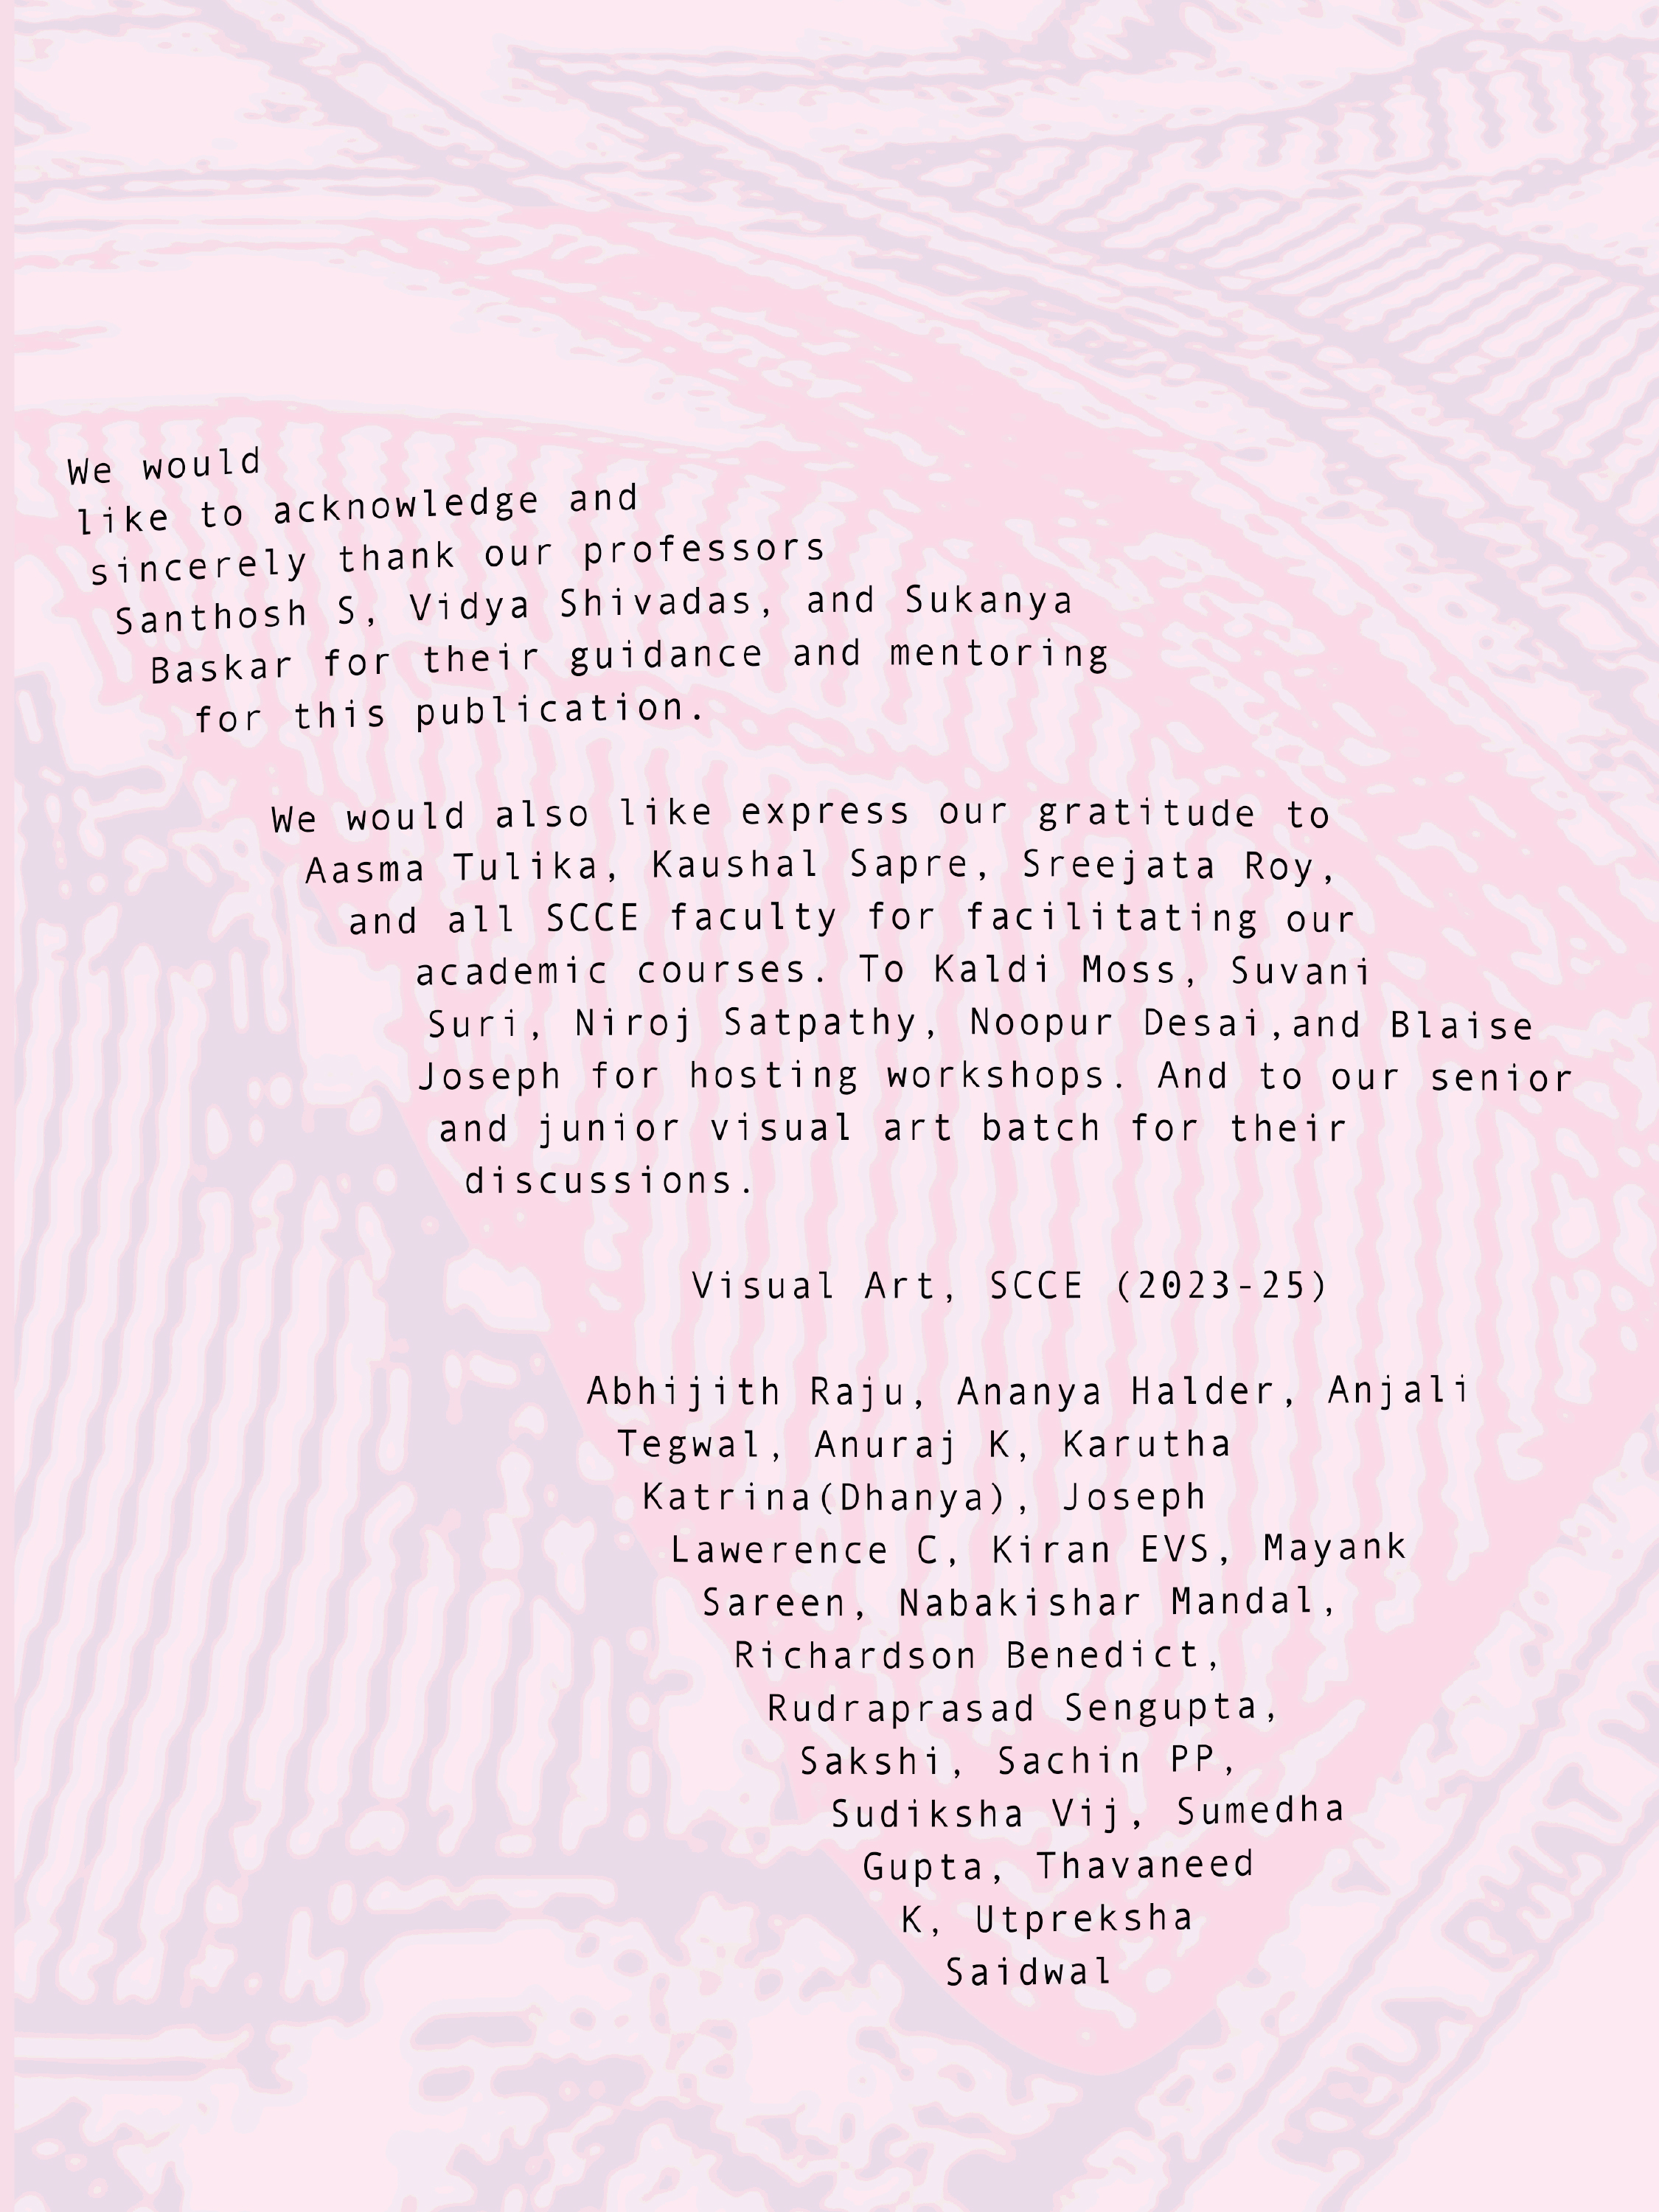 We would
like to acknowledge and
sincerely thank our professors
Santhosh S, Vidya Shivadas, and Sukanya
Baskar for their guidance and mentoring
for this publication.
We would also like express our gratitude to
Aasma Tulika, Kaushal Sapre, Sreejata Roy,
and all SCCE faculty for facilitating our
academic courses. To Kaldi Moss, Suvani
Suri, Niroj Satpathy, Noopur Desai,and Blaise
Joseph for hosting workshops. And to our senior
and junior visual art batch for their
discussions.
Visual Art, SCCE (2023-25)
Abhijith Raju, Ananya Halder, Anjali
Tegwal, Anuraj K, Karutha
Katrina(Dhanya), Joseph
Lawerence C, Kiran EVS, Mayank
Sareen, Nabakishar Mandal,
Richardson Benedict,
Rudraprasad Sengupta,
Sakshi, Sachin PP,
Sudiksha Vij, Sumedha
Gupta, Thavaneed
K, Utpreksha
Saidwal